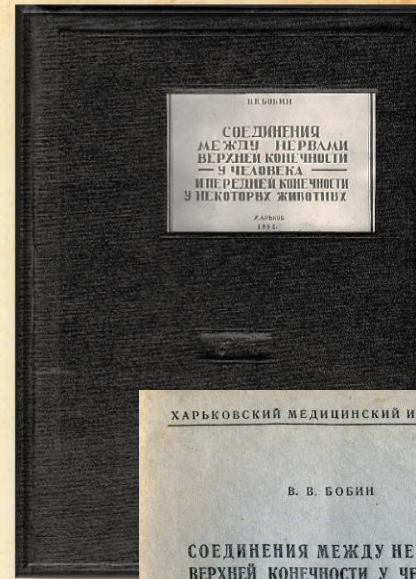 В.В. БОБИН
СОЕДИНЕНИЯ
МЕЖДУ НЕРВАМИ
ВЕРХНЕЙ КОНЕЧНОСТИ
— У ЧЕЛОВЕКА —
И ПЕРЕДНЕЙ КОНЕЧНОСТИ
У НЕКОТОРЫХ ЖИВОТНЫХ
ХАРЬКОВ
ХАРЬКОВСКИЙ МЕДИЦИНСКИЙ И
В. В. БОБИН
СОЕДИНЕНИЯ МЕЖДУ НЕ
ВЕРХНЕЙ КОНЕЧНОСТИ У ЧЕ